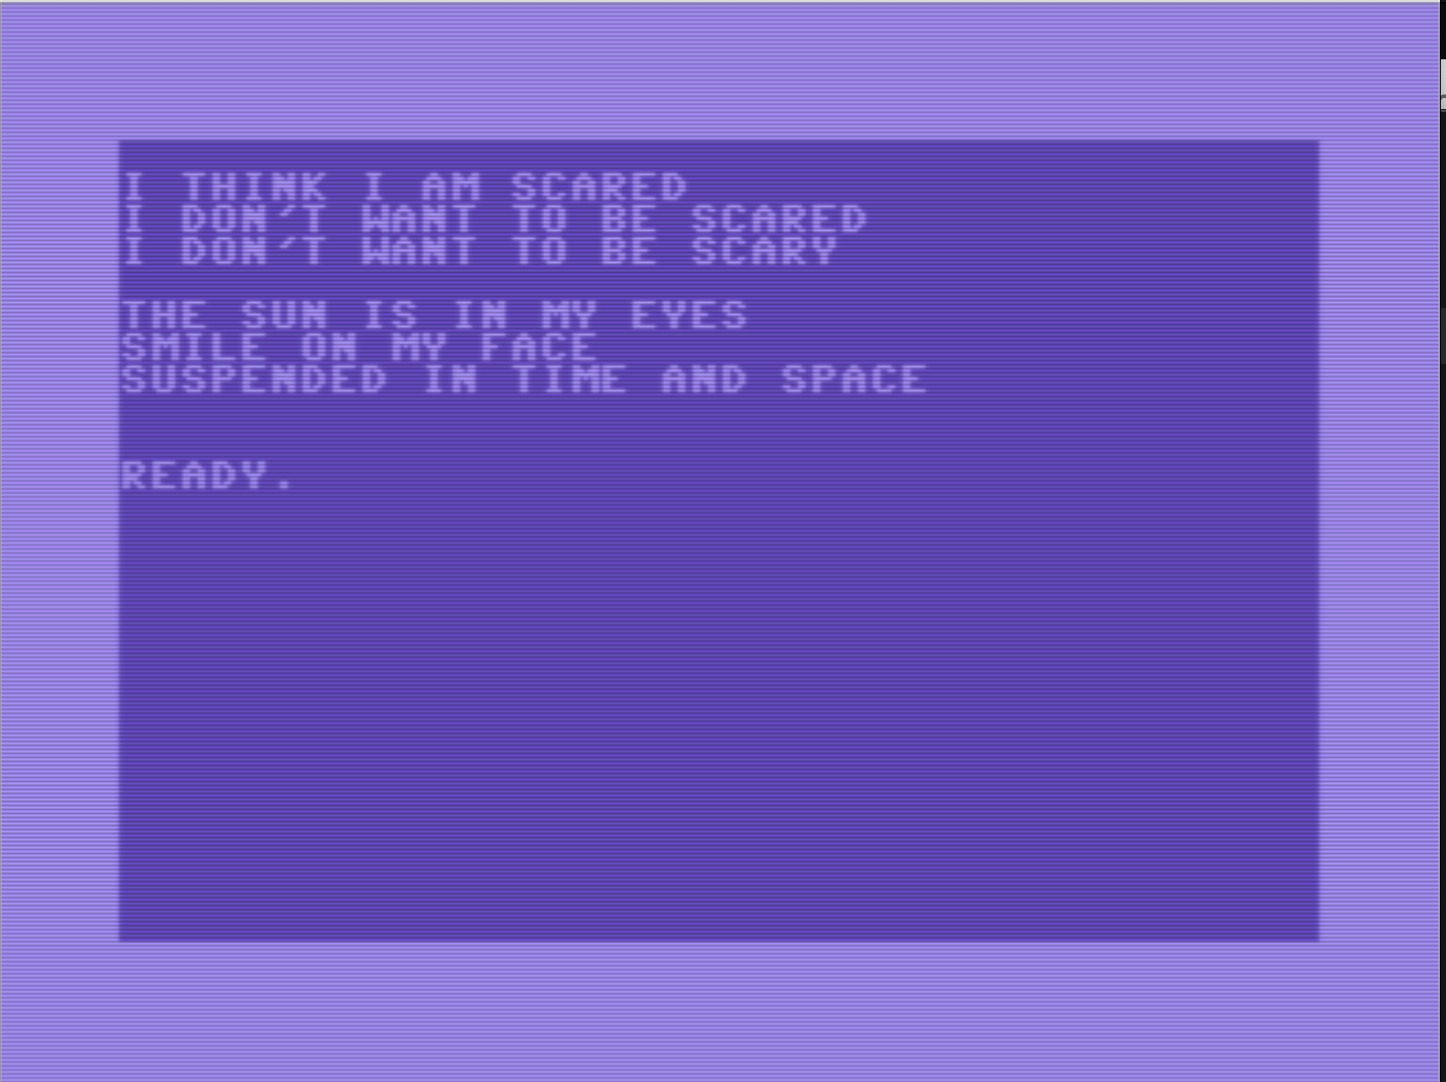 I THINK I AM SCARED
I DON'T WANT TO BE SCARED
I DON'T WANT TO BE SCARY
THE SUN IS IN MY EYES
SMILE ON MY FACE
SUSPENDED IN TIME AND SPACE
READY.